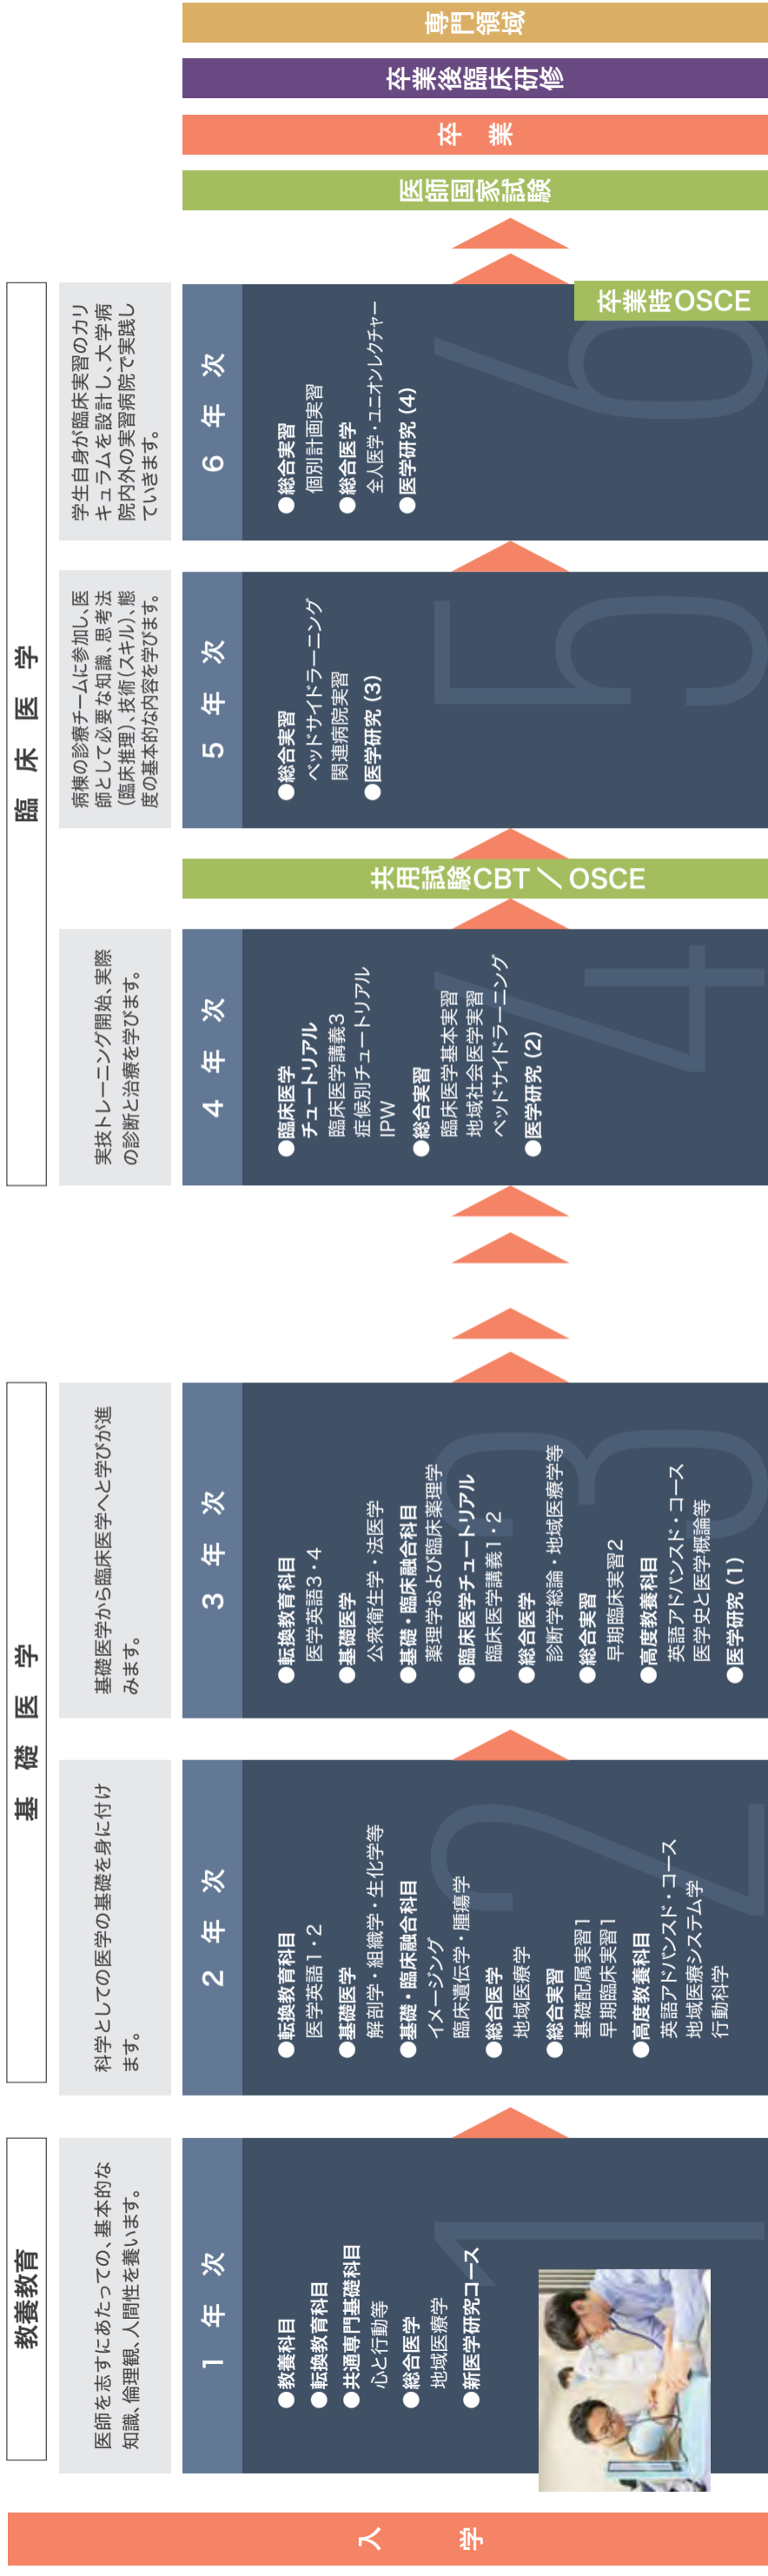 入学
教養教育
医師を志すにあたっての、基本的な
知識、倫理観、人間性を養います。
1年次
●教養科目
●転換教育科目
●共通専門基礎科目
心と行動等
●総合医学
地域医療学
●新医学研究コース
基礎医学
科学としての医学の基礎を身に付け
ます。
2年次
●転換教育科目
医学英語1・2
●基礎医学
解剖学・組織学・生化学等
●基礎・臨床融合科目
イメージング
臨床遺伝学・腫瘍学
●総合医学
地域医療学
●総合実習
基礎配属実習1
早期臨床実習1
●高度教養科目
英語アドバンスド・コース
地域医療システム学
行動科学
2
基礎医学から臨床医学へと学びが進
みます。
3年次
●転換教育科目
医学英語3・4
●基礎医学
公衆衛生学・法医学
●基礎・臨床融合科目
薬理学および臨床薬理学
●臨床医学チュートリアル
臨床医学講義1・2
●総合医学
診断学総論・地域医療学等
●総合実習
早期臨床実習2
●高度教養科目
英語アドバンスド・コース
医学史と医学概論等
●医学研究(1)
3
臨床医学
実技トレーニング開始、実際
の診断と治療を学びます。
4年次
●臨床医学
チュートリアル
臨床医学講義3
症候別チュートリアル
IPW
●総合実習
臨床医学基本実習
地域社会医学実習
ベッドサイドラーニング
●医学研究(2)
4
共用試験CBT／OSCE
病棟の診療チームに参加し、医
師として必要な知識、思考法
(臨床推理)、技術(スキル)、態
度の基本的な内容を学びます。
5年次
●総合実習
ベッドサイドラーニング
関連病院実習
●医学研究(3)
5
学生自身が臨床実習のカリ
キュラムを設計し、大学病
院内外の実習病院で実践し
ていきます。
6年次
●総合実習
個別計画実習
●総合医学
全人医学・ユニオンレクチャー
●医学研究(4)
6
卒業時OSCE
医師国家試験
卒業
卒業後臨床研修
専門領域
1